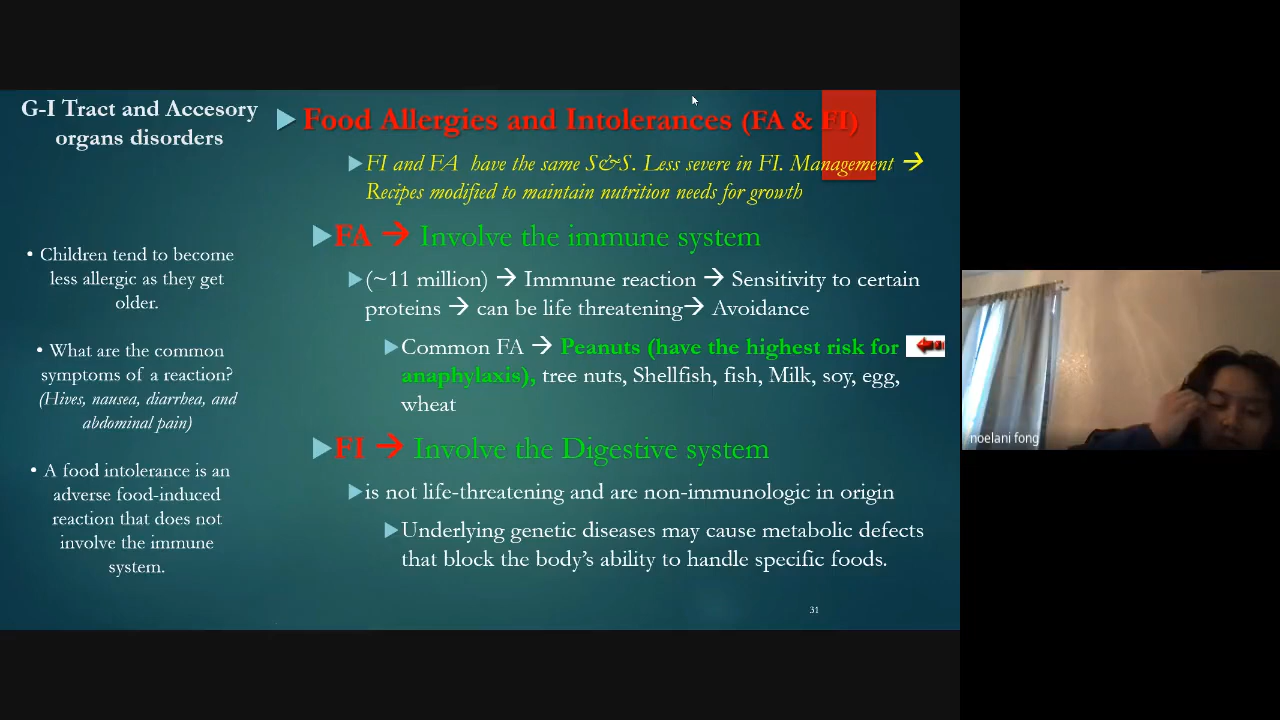 G-I Tract and Accesory
organs disorders
• Children tend to become
less allergic as they get
older.
• What are the common
symptoms of a reaction?
(Hives, nausea, diarrhea, and
abdominal pain)
• A food intolerance is an
adverse food-induced
reaction that does not
involve the immune
system.
Food Allergies and Intolerances (FA & FI)
FI and FA have the same S&S. Less severe in FI. Management →
Recipes modified to maintain nutrition needs for growth
FA → Involve the immune system
(~11 million) → Immnune reaction → Sensitivity to certain
proteins → can be life threatening→ Avoidance
Common FA → Peanuts (have the highest risk for
anaphylaxis), tree nuts, Shellfish, fish, Milk, soy, egg,
wheat
FI → Involve the Digestive system
is not life-threatening and are non-immunologic in origin
Underlying genetic diseases may cause metabolic defects
that block the body's ability to handle specific foods.
31
noelani fong